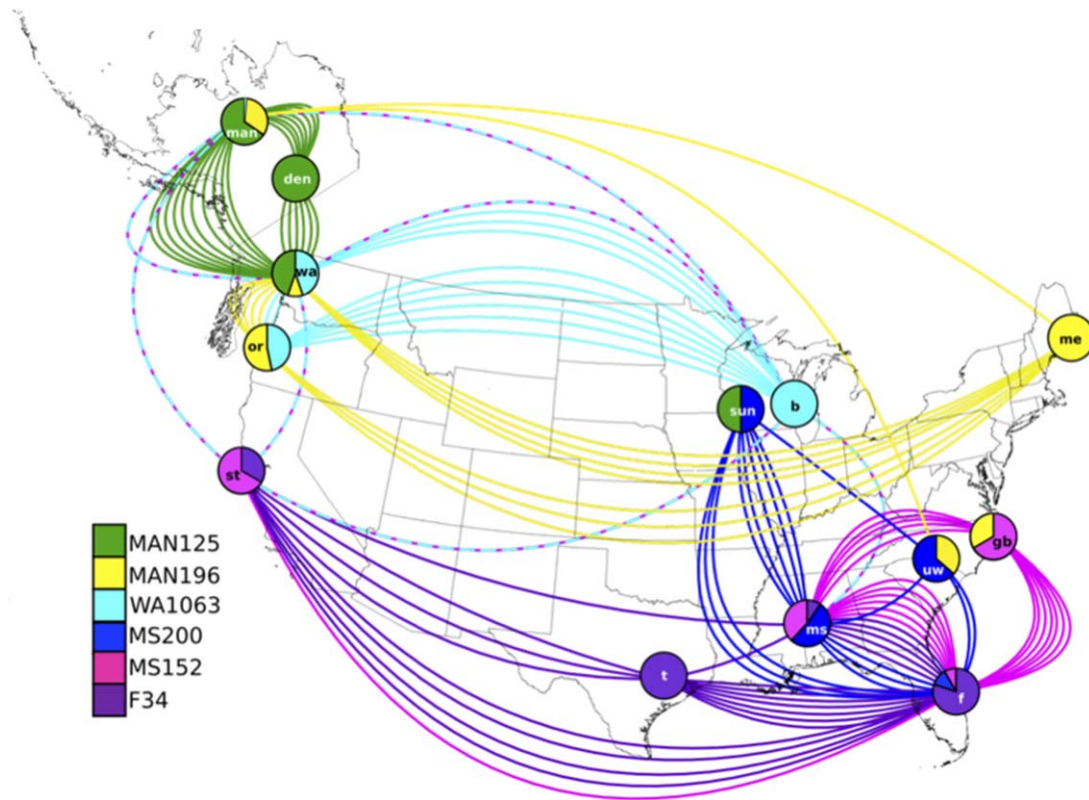 man
den
wa
or
me
sun
b
st
gb
uw
ms
t
f
MAN125
MAN196
WA1063
MS200
MS152
F34